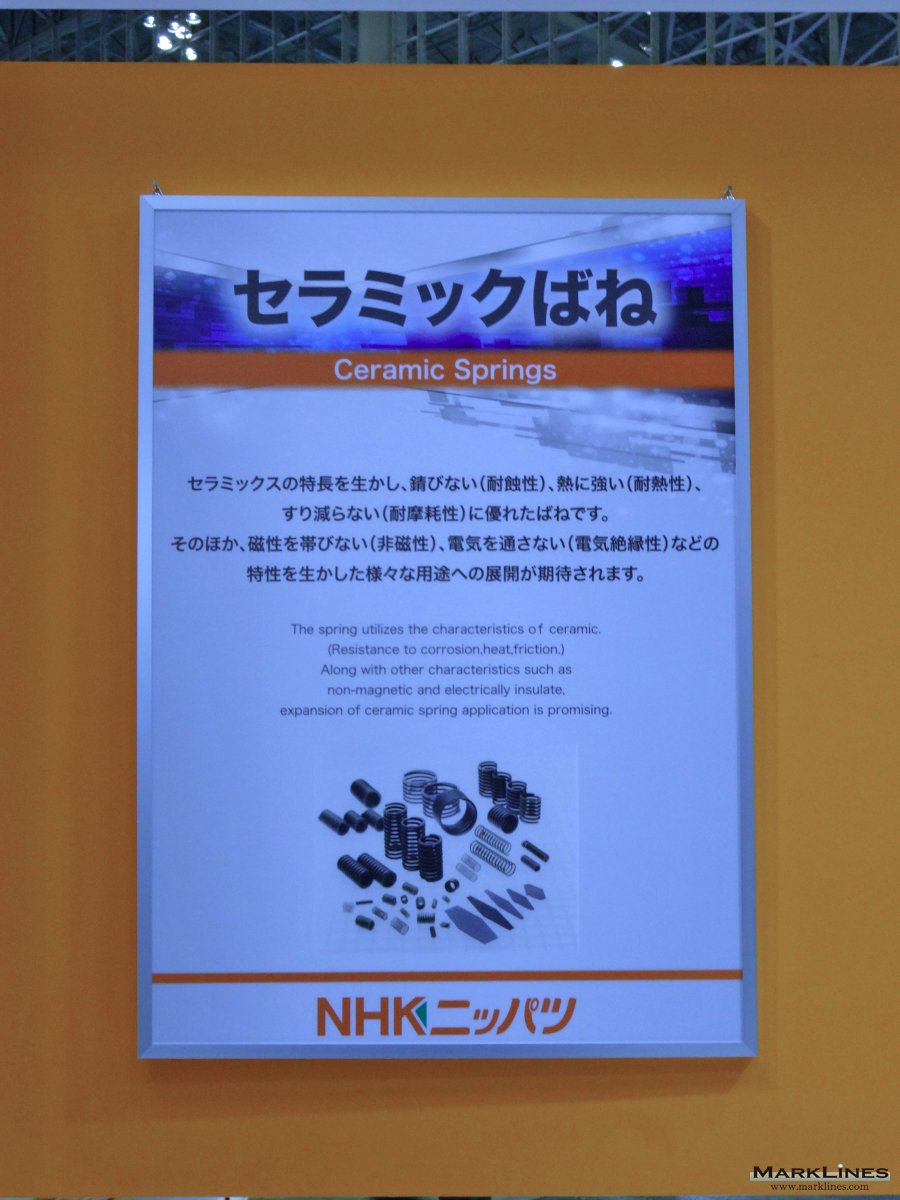 セラミックばね
Ceramic Springs
セラミックスの特長を生かし、錆びない（耐蝕性）、熱に強い（耐熱性）、
すり減らない（耐摩耗性）に優れたばねです。
そのほか、磁性を帯びない（非磁性）、電気を通さない（電気絶縁性）などの
特性を生かした様々な用途への展開が期待されます。
The spring utilizes the characteristics of ceramic.
(Resistance to corrosion,heat,friction.)
Along with other characteristics such as
non-magnetic and electrically insulate,
expansion of ceramic spring application is promising.
NHK ニッパツ
MARKLINES
www.marklines.com